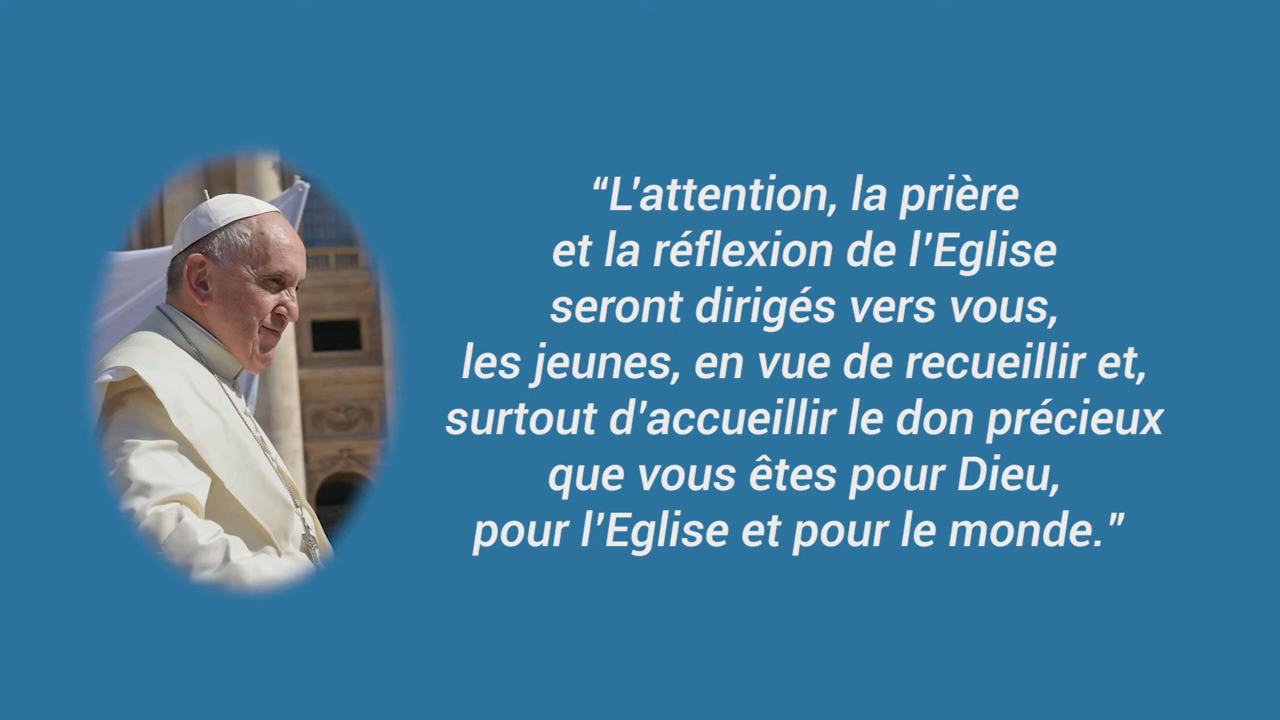 “L'attention, la prière
et la réflexion de l'Eglise
seront dirigés vers vous,
les jeunes, en vue de recueillir et,
surtout d'accueillir le don précieux
que vous êtes pour Dieu,
pour l'Eglise et pour le monde.”